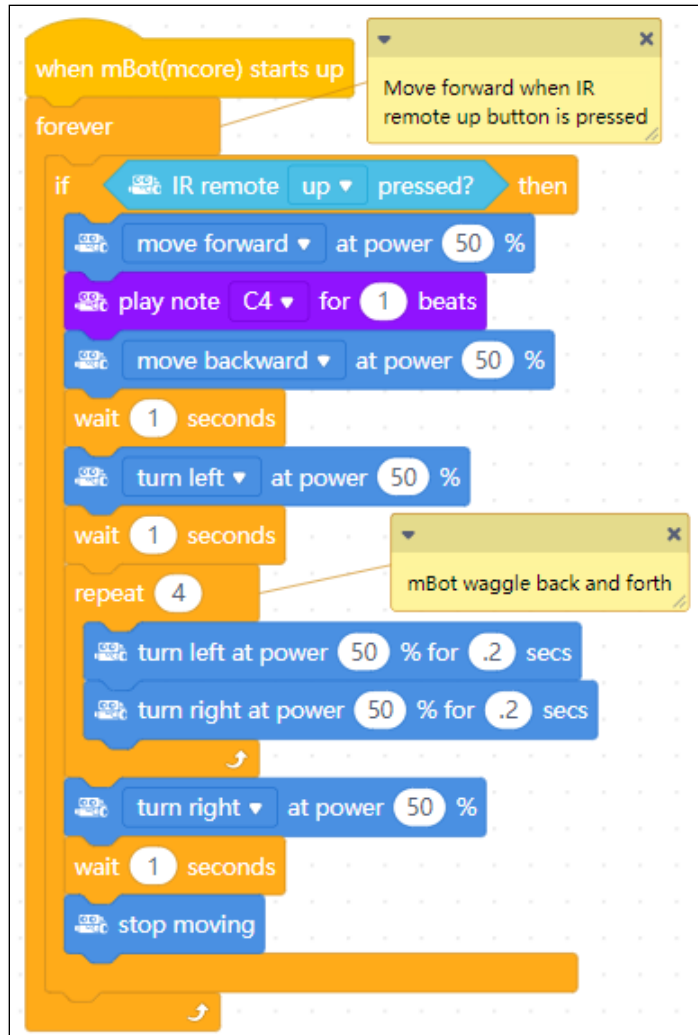 when mBot(mcore) starts up
Move forward when IR
remote up button is pressed
forever
if IR remote up pressed? then
move forward at power 50 %
play note C4 for 1 beats
move backward at power 50 %
wait 1 seconds
turn left at power 50 %
wait 1 seconds
mBot waggle back and forth
repeat 4
turn left at power 50 % for .2 secs
turn right at power 50 % for .2 secs
turn right at power 50 %
wait 1 seconds
stop moving